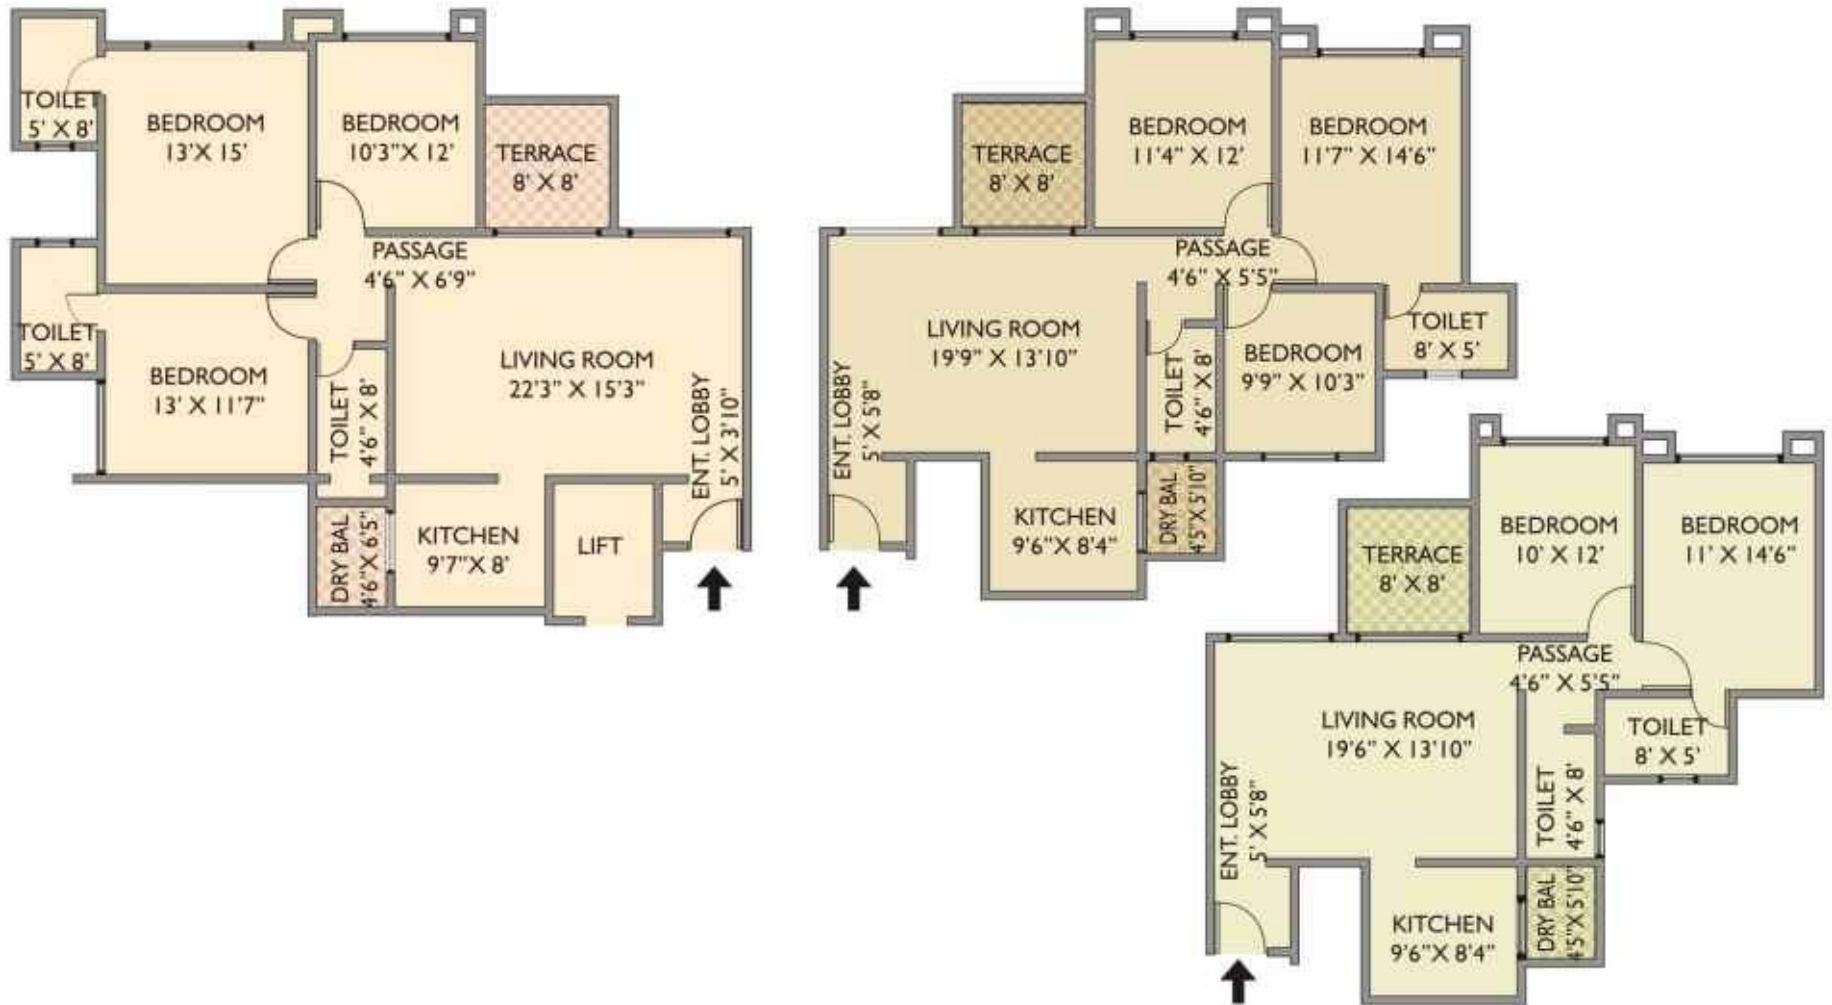 TOILET
5' X 8'
BEDROOM
13'X 15'
BEDROOM
10'3"X 12'
TERRACE
8' X 8'
PASSAGE
4'6" X 6'9"
TOILET
5' X 8'
BEDROOM
13' X 11'7"
TOILET
4'6" X 8'
LIVING ROOM
22'3" X 15'3"
ENT. LOBBY
5' X 3'10"
DRY BAL
4'6"X 6'5"
KITCHEN
9'7"X 8'
LIFT
TERRACE
8' X 8'
BEDROOM
11'4" X 12'
BEDROOM
11'7" X 14'6"
PASSAGE
4'6" X 5'5"
LIVING ROOM
19'9" X 13'10"
ENT. LOBBY
5' X 5'8"
TOILET
4'6" X 8'
BEDROOM
9'9" X 10'3"
TOILET
8' X 5'
KITCHEN
9'6"X 8'4"
DRY BAL
4'5"X 5'10"
TERRACE
8' X 8'
BEDROOM
10' X 12'
BEDROOM
11' X 14'6"
PASSAGE
4'6" X 5'5"
LIVING ROOM
19'6" X 13'10"
ENT. LOBBY
5' X 5'8"
TOILET
4'6" X 8'
TOILET
8' X 5'
KITCHEN
9'6"X 8'4"
DRY BAL
4'5"X 5'10"